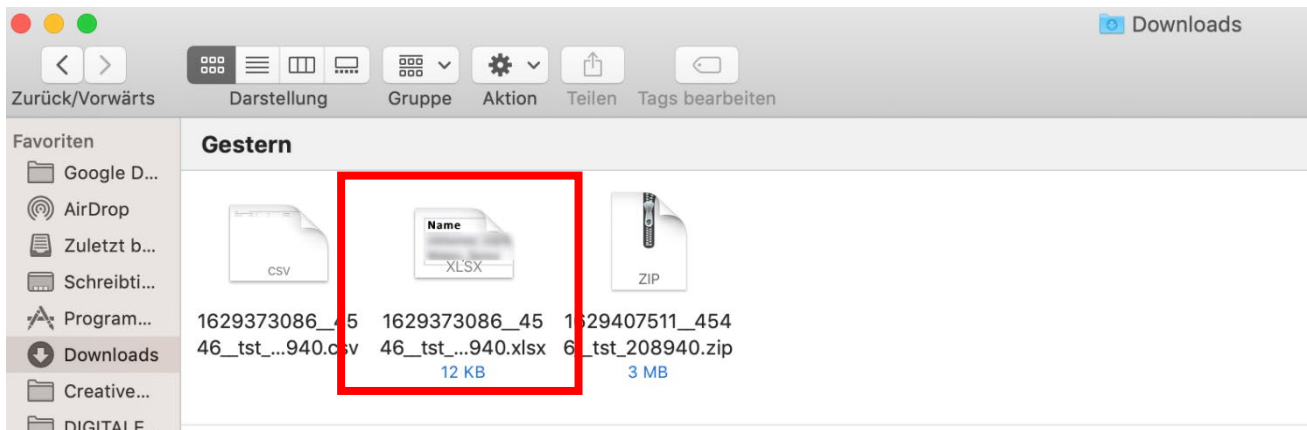 Downloads
Zurück/Vorwärts
Darstellung
Gruppe
Aktion
Teilen
Tags bearbeiten
Favoriten
Google D...
AirDrop
Zuletzt b...
Schreibti...
Program...
Downloads
Creative...
DIGITALE
Gestern
csv
1629373086__45
46__tst_...940.csv
Name
XLSX
1629373086__45
46__tst_...940.xlsx
12 KB
ZIP
1629407511__454
6__tst_208940.zip
3 MB